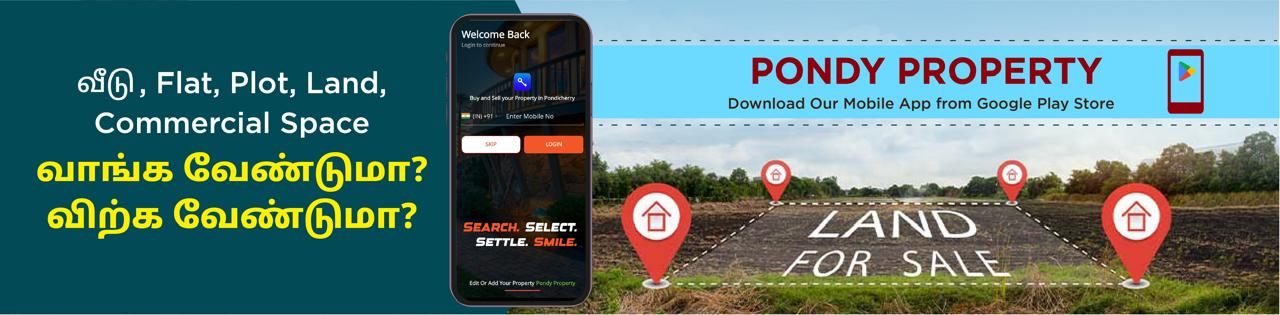 வீடு, Flat, Plot, Land,
Commercial Space
வாங்க வேண்டுமா?
விற்க வேண்டுமா?
Welcome Back
Login to continue
Buy and Sell your Property in Pondicherry
(IN) +91
Enter Mobile No
SKIP
LOGIN
SEARCH. SELECT.
SETTLE. SMILE.
Edit Or Add Your Property Pondy Property
PONDY PROPERTY
Download Our Mobile App from Google Play Store
LAND
FOR SALE